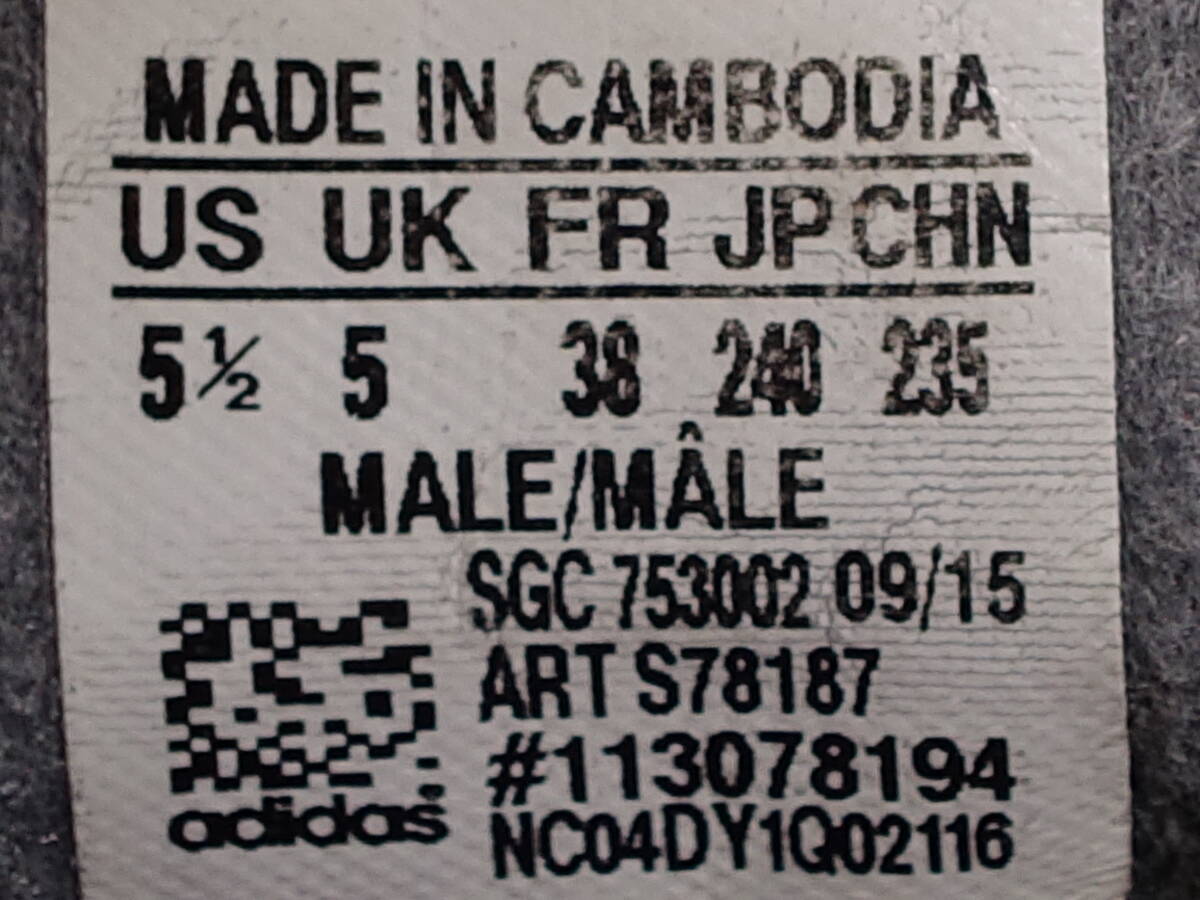 MADE IN CAMBODIA
US UK FR JP CHN
5½ 5 38 240 235
MALE/MÂLE
SGC 753002 09/15
ART S78187
#113078194
adidas NC04DY1Q02116